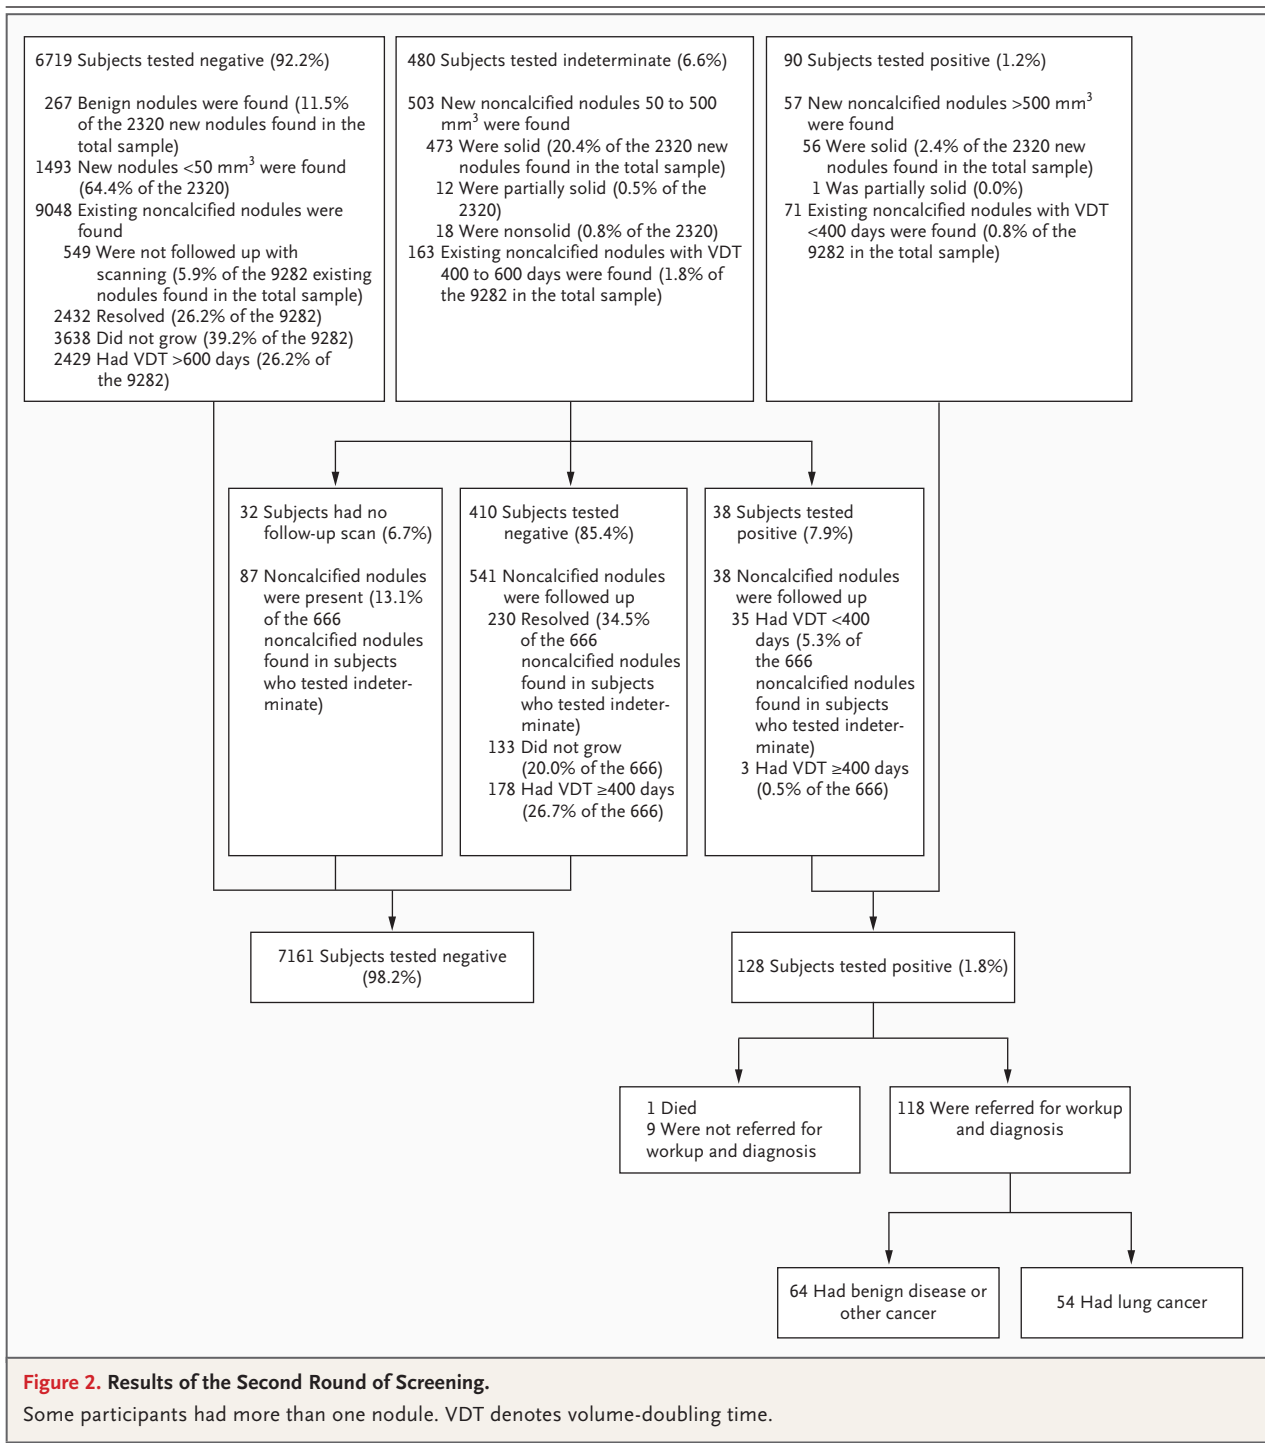 6719 Subjects tested negative (92.2%)
267 Benign nodules were found (11.5%
of the 2320 new nodules found in the
total sample)
1493 New nodules <50 mm³ were found
(64.4% of the 2320)
9048 Existing noncalcified nodules were
found
549 Were not followed up with
scanning (5.9% of the 9282 existing
nodules found in the total sample)
2432 Resolved (26.2% of the 9282)
3638 Did not grow (39.2% of the 9282)
2429 Had VDT >600 days (26.2% of
the 9282)
480 Subjects tested indeterminate (6.6%)
503 New noncalcified nodules 50 to 500
mm³ were found
473 Were solid (20.4% of the 2320 new
nodules found in the total sample)
12 Were partially solid (0.5% of the
2320)
18 Were nonsolid (0.8% of the 2320)
163 Existing noncalcified nodules with VDT
400 to 600 days were found (1.8% of
the 9282 in the total sample)
90 Subjects tested positive (1.2%)
57 New noncalcified nodules >500 mm³
were found
56 Were solid (2.4% of the 2320 new
nodules found in the total sample)
1 Was partially solid (0.0%)
71 Existing noncalcified nodules with VDT
<400 days were found (0.8% of the
9282 in the total sample)
32 Subjects had no
follow-up scan (6.7%)
87 Noncalcified nodules
were present (13.1%
of the 666
noncalcified nodules
found in subjects
who tested indeter-
minate)
410 Subjects tested
negative (85.4%)
541 Noncalcified nodules
were followed up
230 Resolved (34.5%
of the 666
noncalcified nodules
found in subjects
who tested indeter-
minate)
133 Did not grow
(20.0% of the 666)
178 Had VDT ≥400 days
(26.7% of the 666)
38 Subjects tested
positive (7.9%)
38 Noncalcified nodules
were followed up
35 Had VDT <400
days (5.3% of
the 666
noncalcified nodules
found in subjects
who tested indeter-
minate)
3 Had VDT ≥400 days
(0.5% of the 666)
7161 Subjects tested negative
(98.2%)
128 Subjects tested positive (1.8%)
1 Died
9 Were not referred for
workup and diagnosis
118 Were referred for workup
and diagnosis
64 Had benign disease or
other cancer
54 Had lung cancer
Figure 2. Results of the Second Round of Screening.
Some participants had more than one nodule. VDT denotes volume-doubling time.